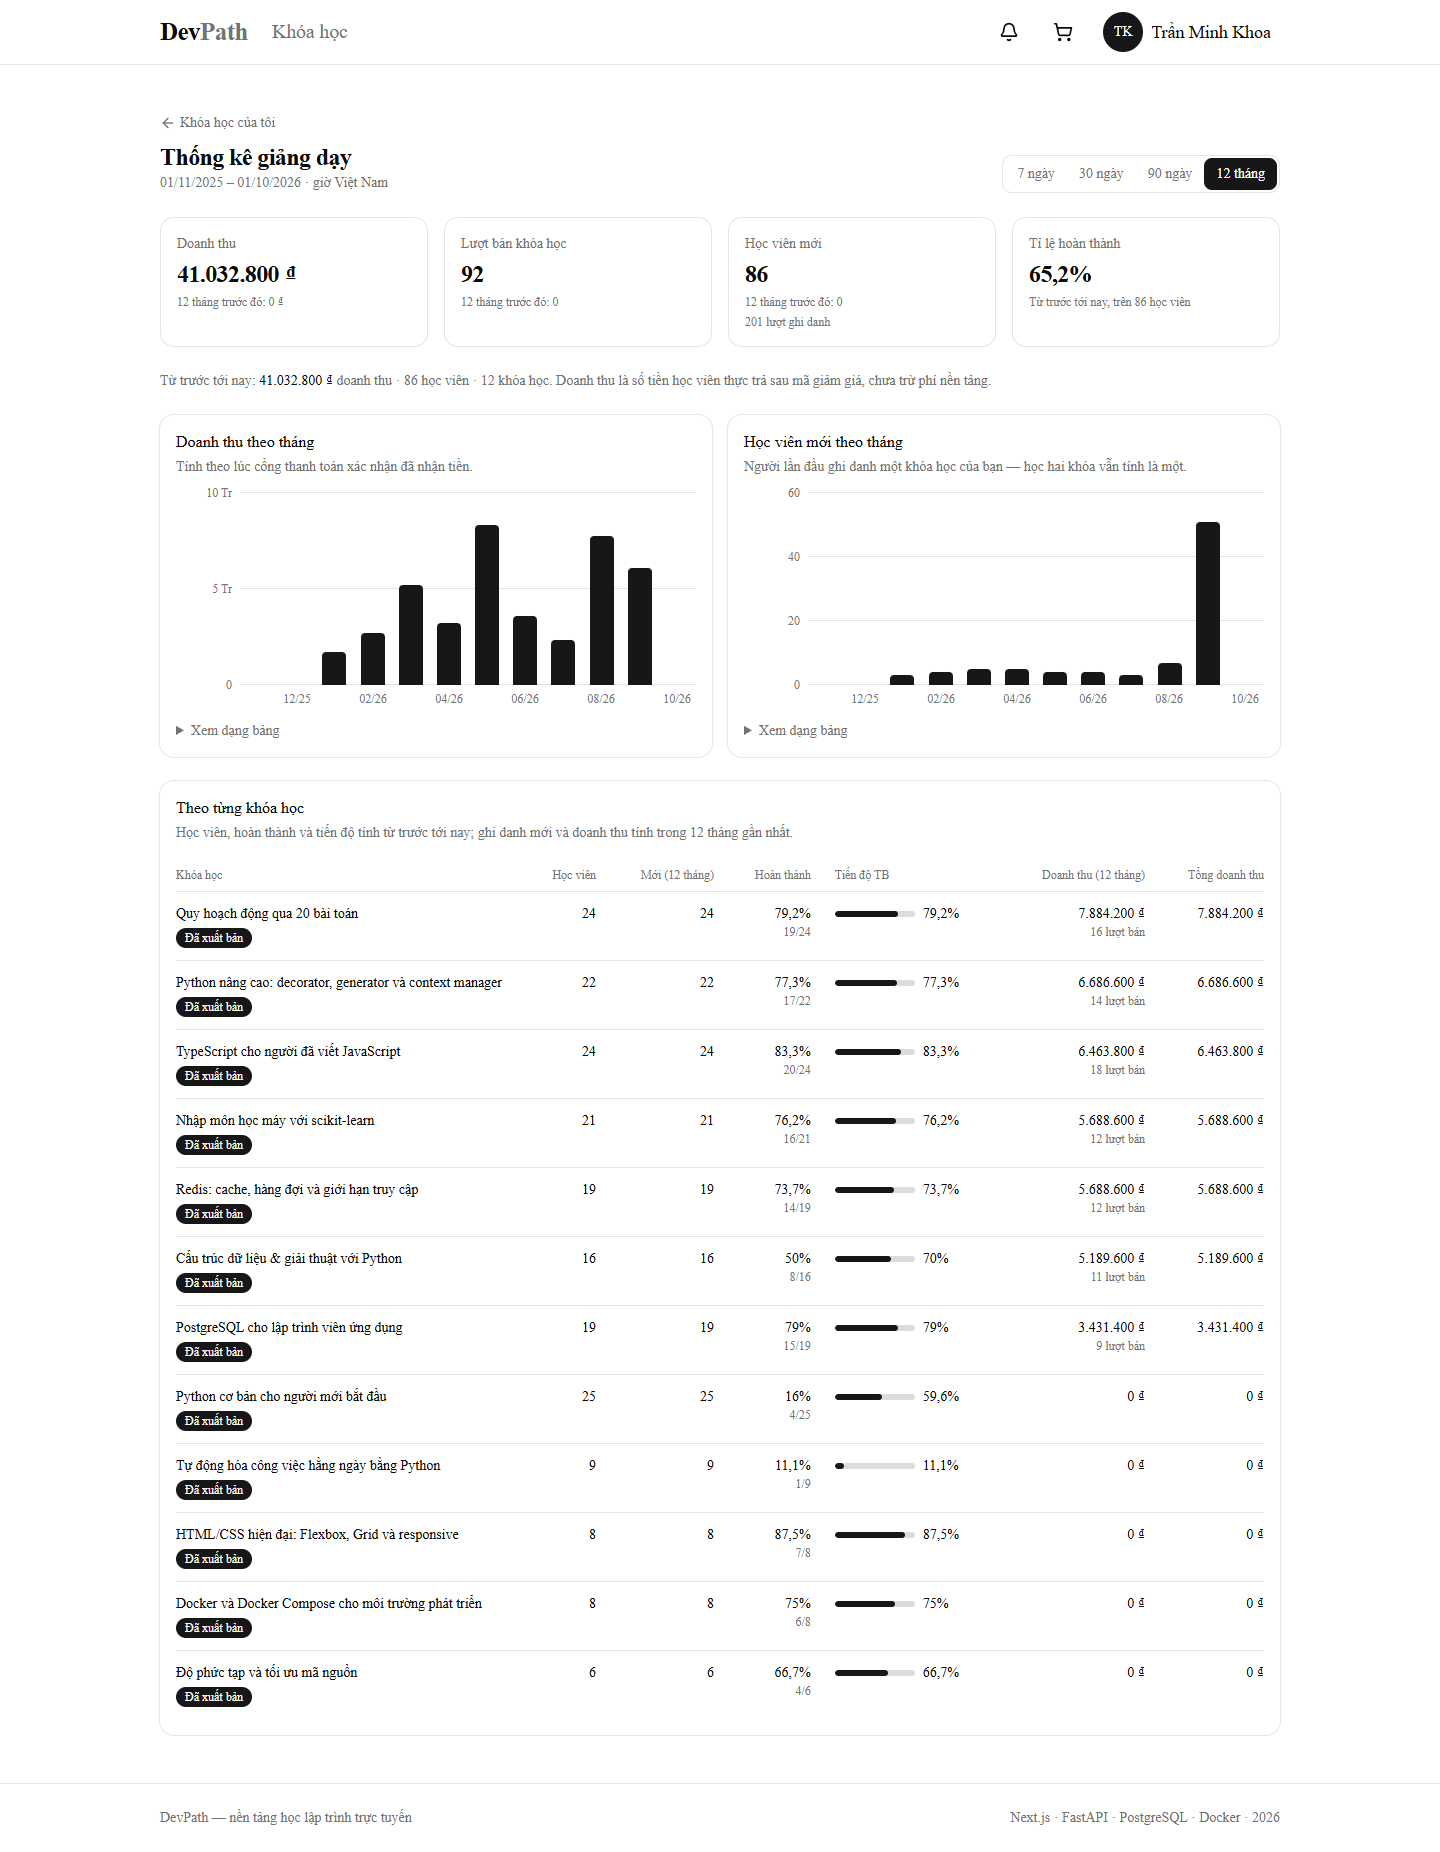 DevPath Khóa học
TK Trần Minh Khoa
← Khóa học của tôi
Thống kê giảng dạy
01/11/2025 – 01/10/2026 · giờ Việt Nam
7 ngày 30 ngày 90 ngày 12 tháng
Doanh thu
41.032.800 ₫
12 tháng trước đó: 0 ₫
Lượt bán khóa học
92
12 tháng trước đó: 0
Học viên mới
86
12 tháng trước đó: 0
201 lượt ghi danh
Tỉ lệ hoàn thành
65,2%
Từ trước tới nay, trên 86 học viên
Từ trước tới nay: 41.032.800 ₫ doanh thu · 86 học viên · 12 khóa học. Doanh thu là số tiền học viên thực trả sau mã giảm giá, chưa trừ phí nền tảng.
Doanh thu theo tháng
Tính theo lúc cổng thanh toán xác nhận đã nhận tiền.
10 Tr
5 Tr
0
12/25 02/26 04/26 06/26 08/26 10/26
▶ Xem dạng bảng
Học viên mới theo tháng
Người lần đầu ghi danh một khóa học của bạn — học hai khóa vẫn tính là một.
60
40
20
0
12/25 02/26 04/26 06/26 08/26 10/26
▶ Xem dạng bảng
Theo từng khóa học
Học viên, hoàn thành và tiến độ tính từ trước tới nay; ghi danh mới và doanh thu tính trong 12 tháng gần nhất.
Khóa học Học viên Mới (12 tháng) Hoàn thành Tiến độ TB Doanh thu (12 tháng) Tổng doanh thu
Quy hoạch động qua 20 bài toán 24 24 79,2% 79,2% 7.884.200 ₫ 7.884.200 ₫
Đã xuất bản 19/24 16 lượt bán
Python nâng cao: decorator, generator và context manager 22 22 77,3% 77,3% 6.686.600 ₫ 6.686.600 ₫
Đã xuất bản 17/22 14 lượt bán
TypeScript cho người đã viết JavaScript 24 24 83,3% 83,3% 6.463.800 ₫ 6.463.800 ₫
Đã xuất bản 20/24 18 lượt bán
Nhập môn học máy với scikit-learn 21 21 76,2% 76,2% 5.688.600 ₫ 5.688.600 ₫
Đã xuất bản 16/21 12 lượt bán
Redis: cache, hàng đợi và giới hạn truy cập 19 19 73,7% 73,7% 5.688.600 ₫ 5.688.600 ₫
Đã xuất bản 14/19 12 lượt bán
Cấu trúc dữ liệu & giải thuật với Python 16 16 50% 70% 5.189.600 ₫ 5.189.600 ₫
Đã xuất bản 8/16 11 lượt bán
PostgreSQL cho lập trình viên ứng dụng 19 19 79% 79% 3.431.400 ₫ 3.431.400 ₫
Đã xuất bản 15/19 9 lượt bán
Python cơ bản cho người mới bắt đầu 25 25 16% 59,6% 0 ₫ 0 ₫
Đã xuất bản 4/25
Tự động hóa công việc hằng ngày bằng Python 9 9 11,1% 11,1% 0 ₫ 0 ₫
Đã xuất bản 1/9
HTML/CSS hiện đại: Flexbox, Grid và responsive 8 8 87,5% 87,5% 0 ₫ 0 ₫
Đã xuất bản 7/8
Docker và Docker Compose cho môi trường phát triển 8 8 75% 75% 0 ₫ 0 ₫
Đã xuất bản 6/8
Độ phức tạp và tối ưu mã nguồn 6 6 66,7% 66,7% 0 ₫ 0 ₫
Đã xuất bản 4/6
DevPath — nền tảng học lập trình trực tuyến
Next.js · FastAPI · PostgreSQL · Docker · 2026